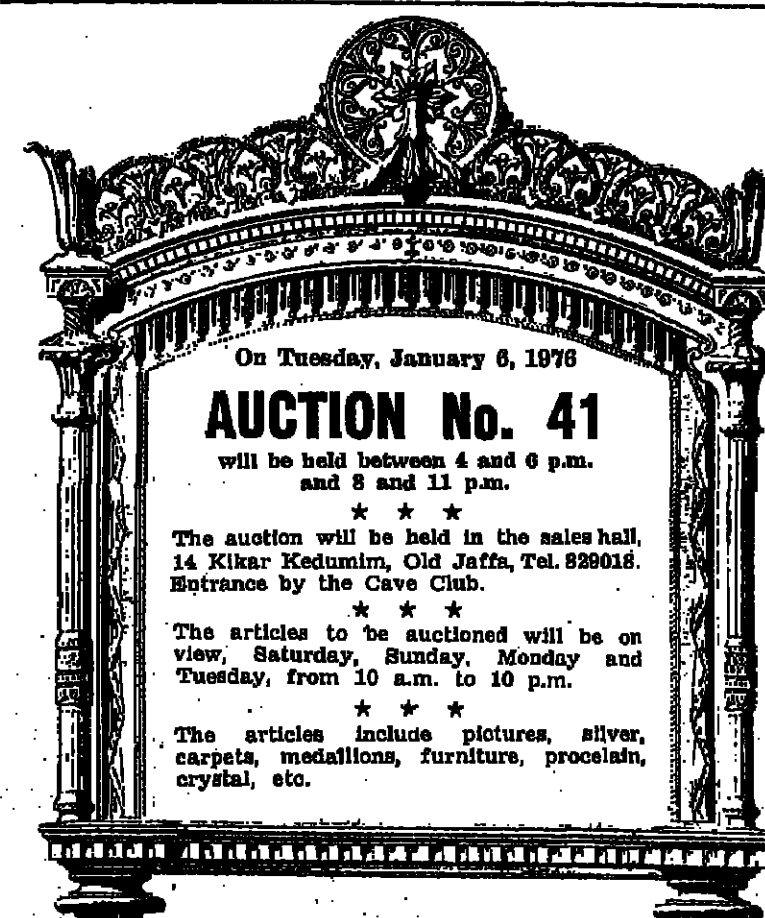 On Tuesday, January 6, 1976
AUCTION No. 41
will be held between 4 and 6 p.m.
and 8 and 11 p.m.
★ ★ ★
The auction will be held in the sales hall,
14 Kikar Kedumim, Old Jaffa, Tel. 829018.
Entrance by the Cave Club.
★ ★ ★
The articles to be auctioned will be on
view, Saturday, Sunday, Monday and
Tuesday, from 10 a.m. to 10 p.m.
★ ★ ★
The articles include pictures, silver,
carpets, medallions, furniture, procelain,
crystal, etc.